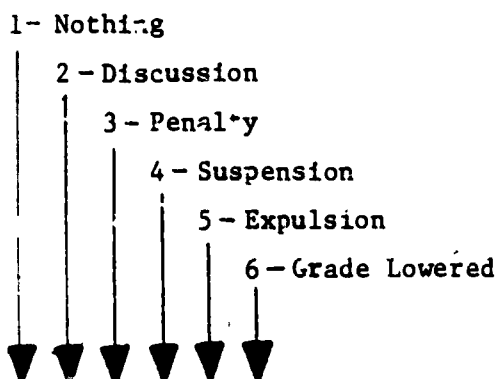 1- Nothing
2 - Discussion
3 - Penalty
4 - Suspension
5 - Expulsion
6 - Grade Lowered